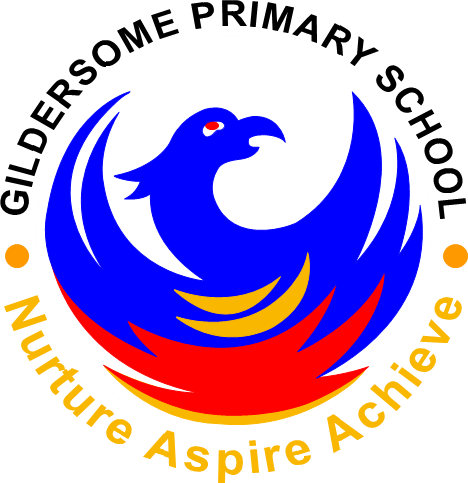 GILDERSOME PRIMARY SCHOOL
Nurture Aspire Achieve